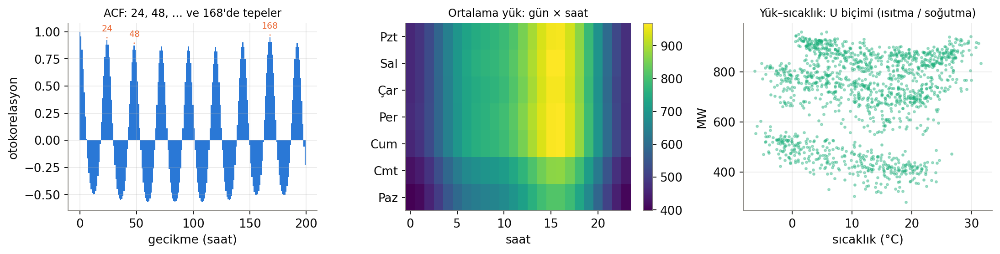 ACF: 24, 48, … ve 168'de tepeler
24
48
168
1.00
0.75
0.50
0.25
0.00
−0.25
−0.50
otokorelasyon
0 50 100 150 200
gecikme (saat)
Ortalama yük: gün × saat
Pzt
Sal
Çar
Per
Cum
Cmt
Paz
0 5 10 15 20
saat
900
800
700
600
500
400
Yük–sıcaklık: U biçimi (ısıtma / soğutma)
MW
800
600
400
0 10 20 30
sıcaklık (°C)